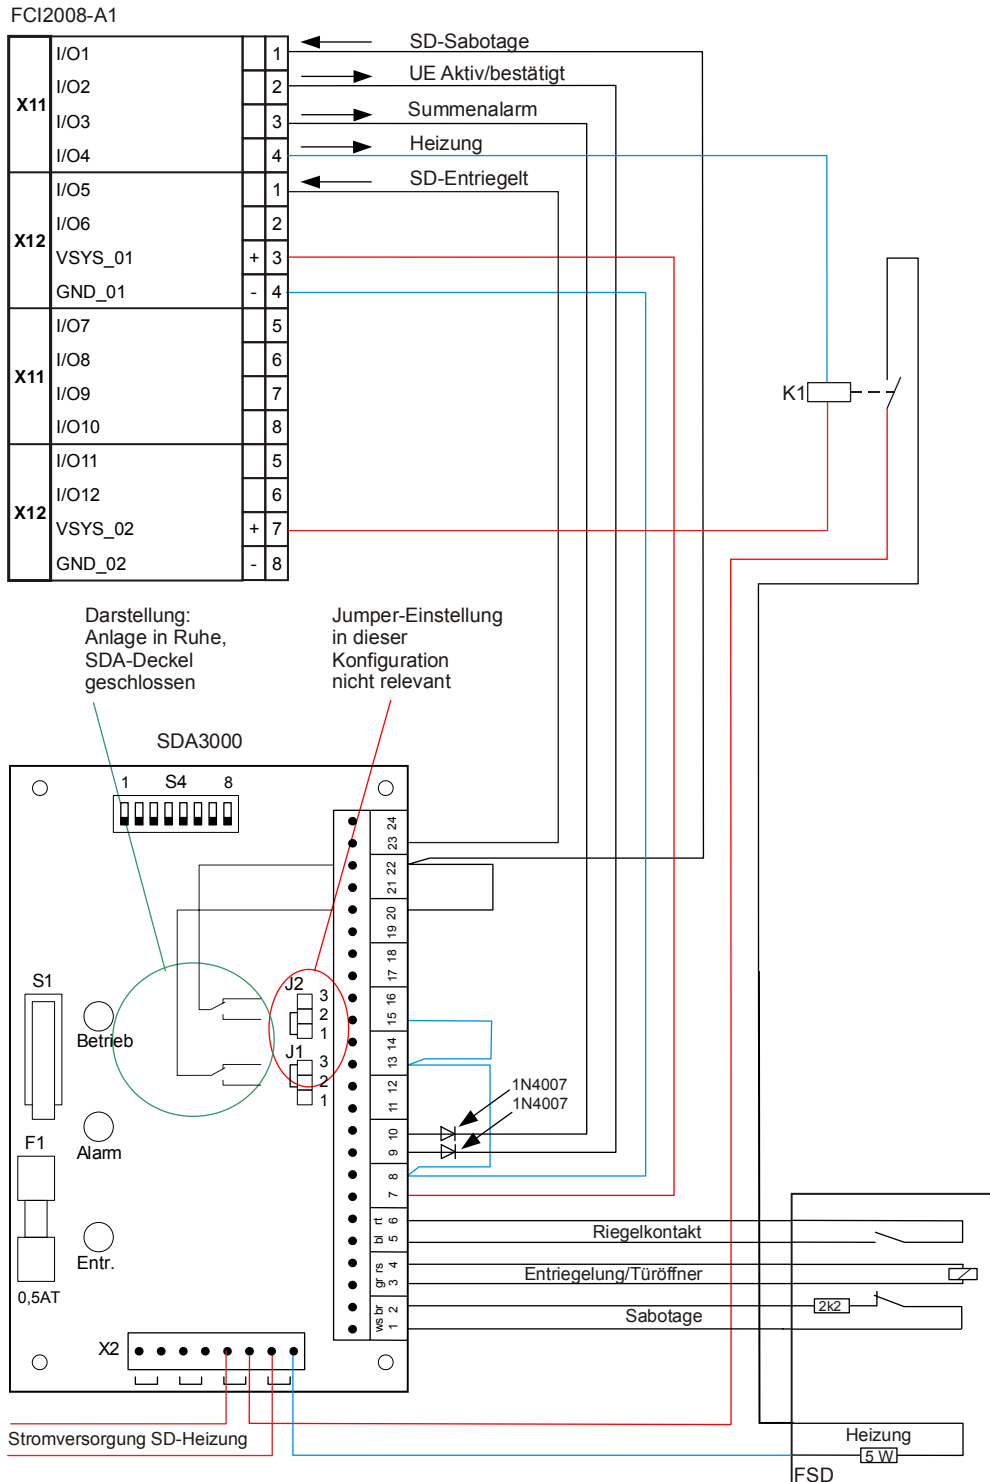 FCI2008-A1
X11
I/O1 1
I/O2 2
I/O3 3
I/O4 4
X12
I/O5 1
I/O6 2
VSYS_01 + 3
GND_01 - 4
X11
I/O7 5
I/O8 6
I/O9 7
I/O10 8
X12
I/O11 5
I/O12 6
VSYS_02 + 7
GND_02 - 8
SD-Sabotage
UE Aktiv/bestätigt
Summenalarm
Heizung
SD-Entriegelt
K1
Darstellung:
Anlage in Ruhe,
SDA-Deckel
geschlossen
Jumper-Einstellung
in dieser
Konfiguration
nicht relevant
SDA3000
1 S4 8
S1
Betrieb
Alarm
F1
Entr.
0,5AT
J2
3
2
1
J1
3
2
1
23 24
21 22
19 20
17 18
15 16
13 14
11 12
9 10
7 8
bl rt
5 6
gr rs
3 4
ws br
1 2
1N4007
1N4007
Riegelkontakt
Entriegelung/Türöffner
2k2
Sabotage
X2
Stromversorgung SD-Heizung
Heizung
5 W
FSD